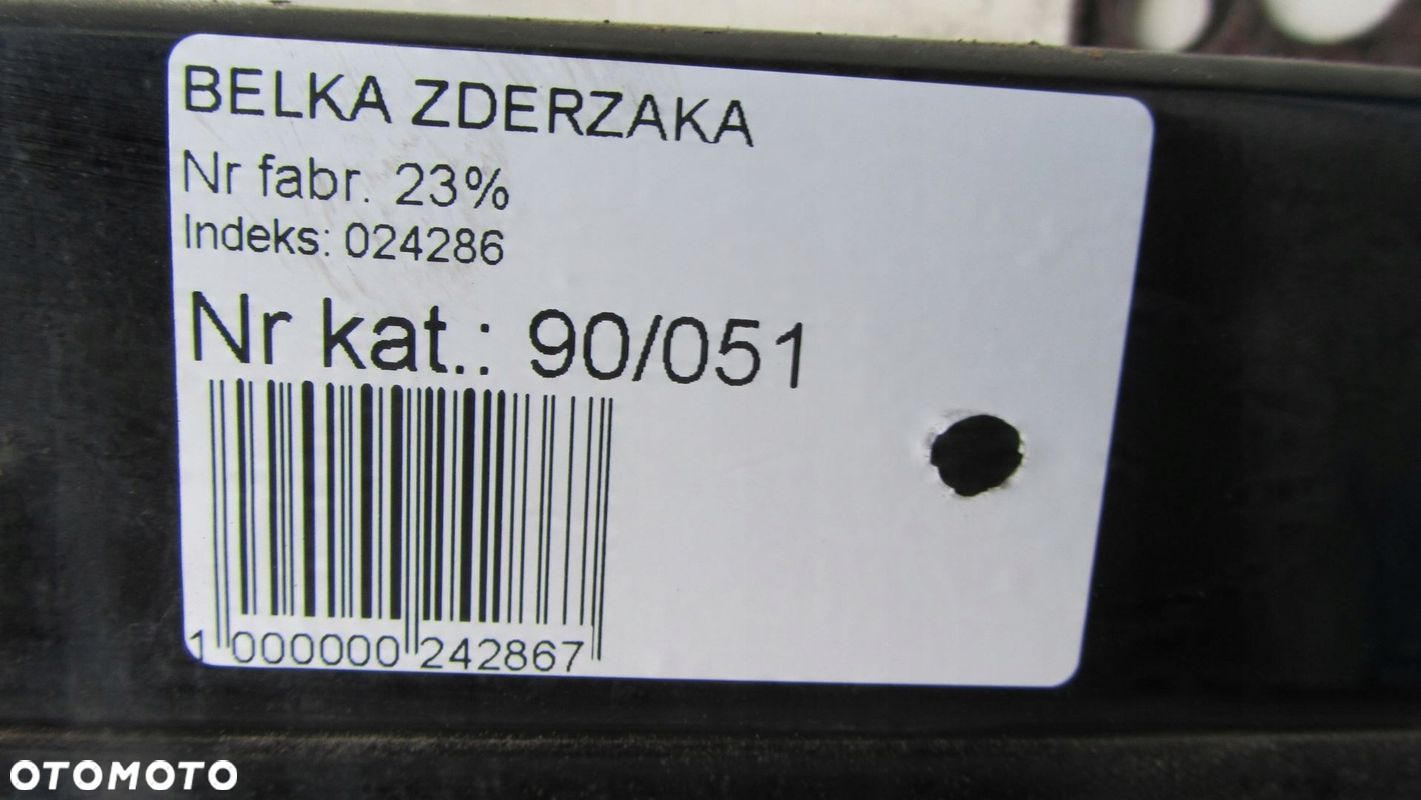 BELKA ZDERZAKA
Nr fabr. 23%
Indeks: 024286
Nr kat.: 90/051
1 000000 242867
OTOMOTO